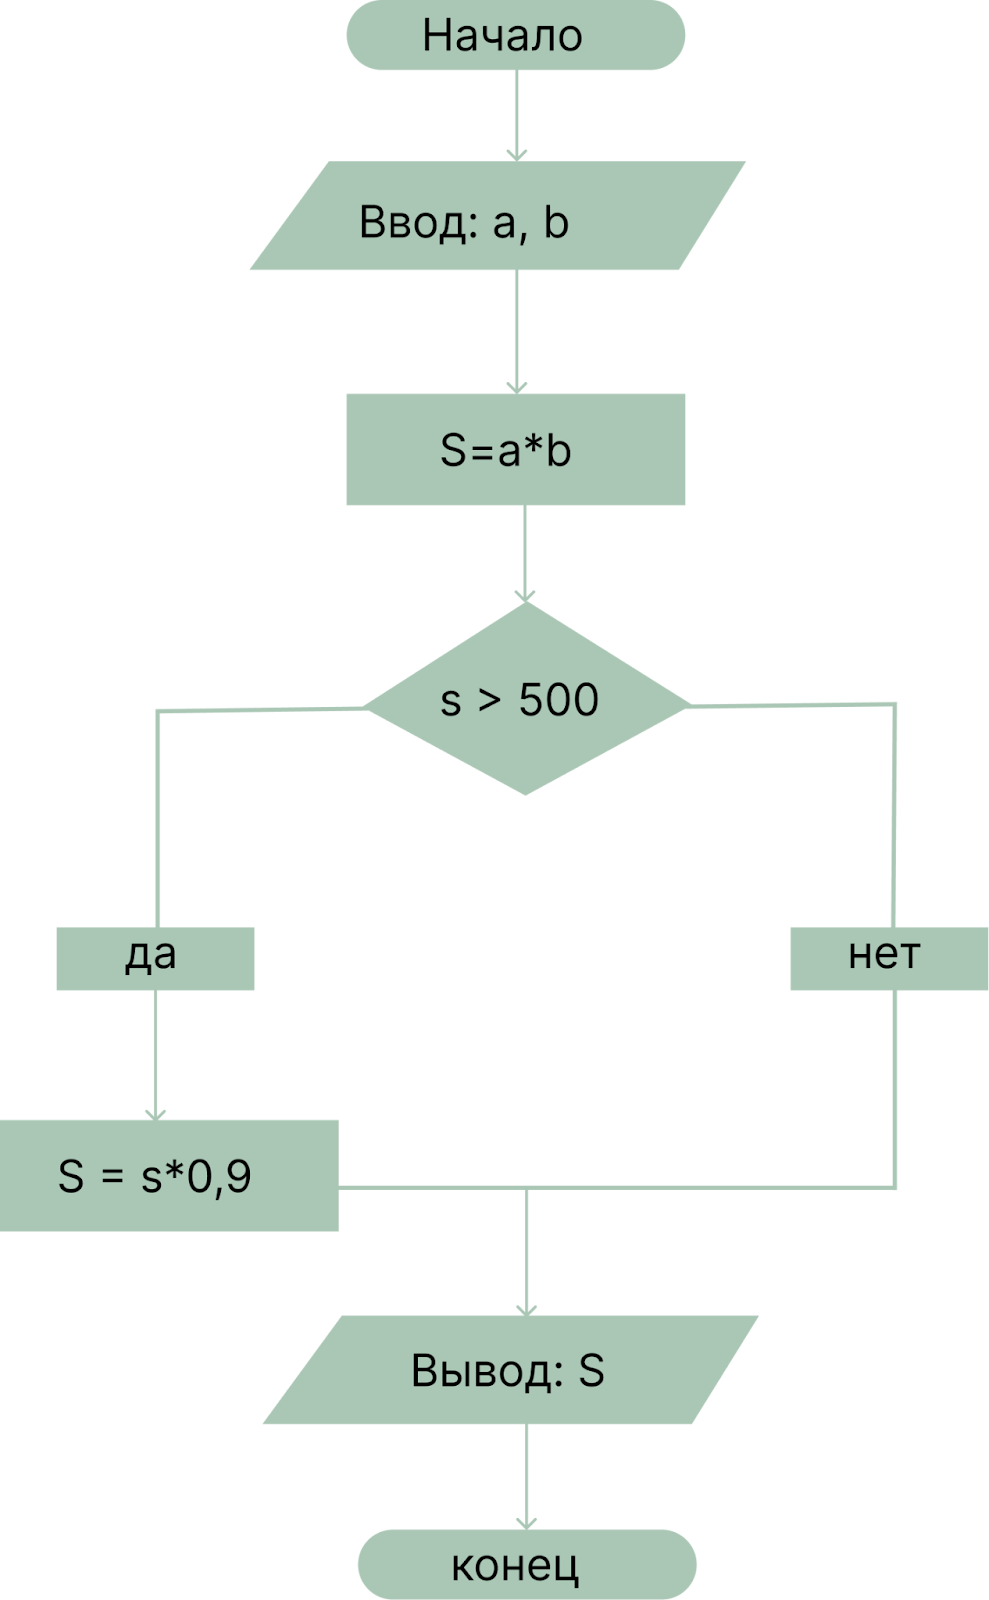 Начало
Ввод: a, b
S=a*b
s > 500
да
нет
S = s*0,9
Вывод: S
конец